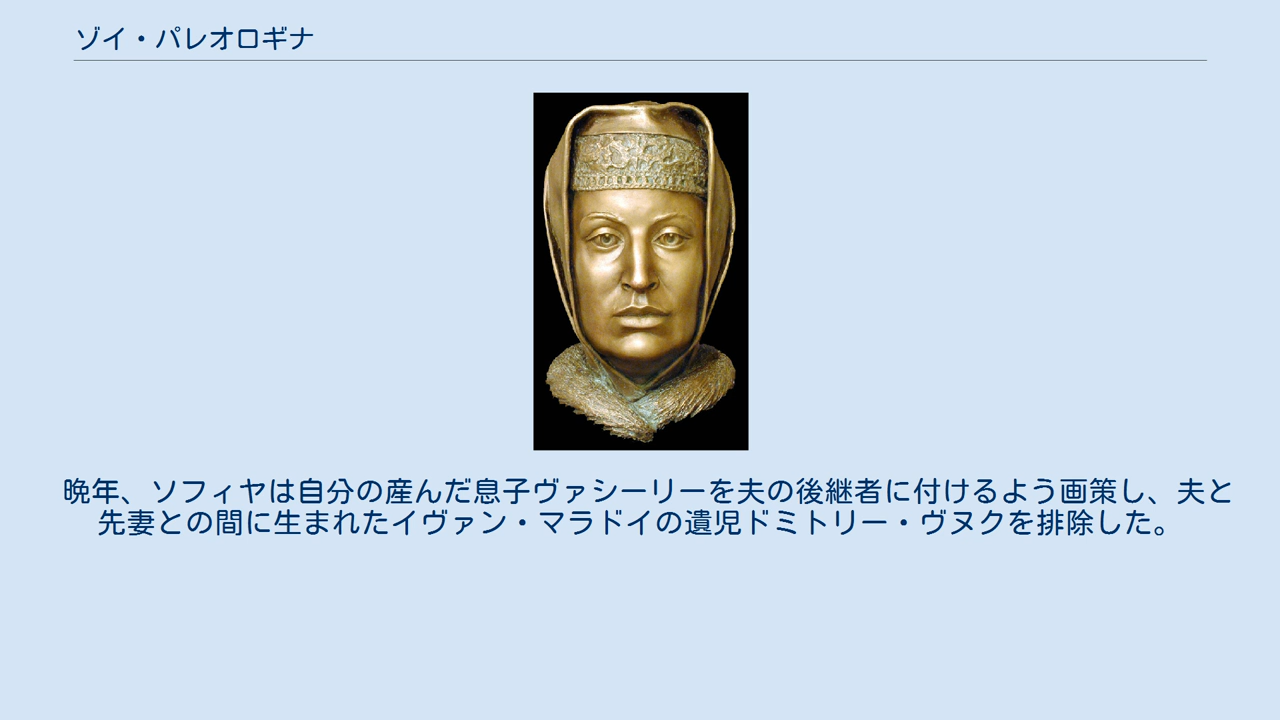 ゾイ・パレオロギナ
晩年、ソフィヤは自分の産んだ息子ヴァシーリーを夫の後継者に付けるよう画策し、夫と
先妻との間に生まれたイヴァン・マラドイの遺児ドミトリー・ヴヌクを排除した。